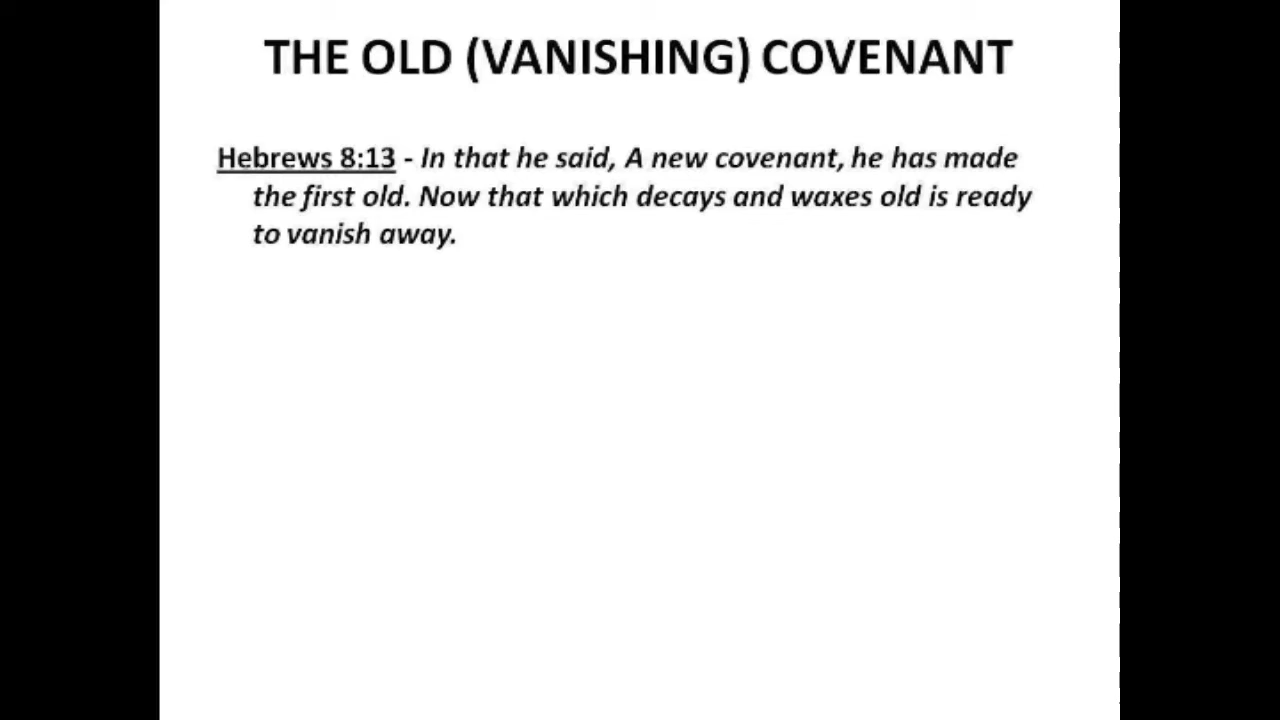 THE OLD (VANISHING) COVENANT
Hebrews 8:13 - In that he said, A new covenant, he has made
the first old. Now that which decays and waxes old is ready
to vanish away.